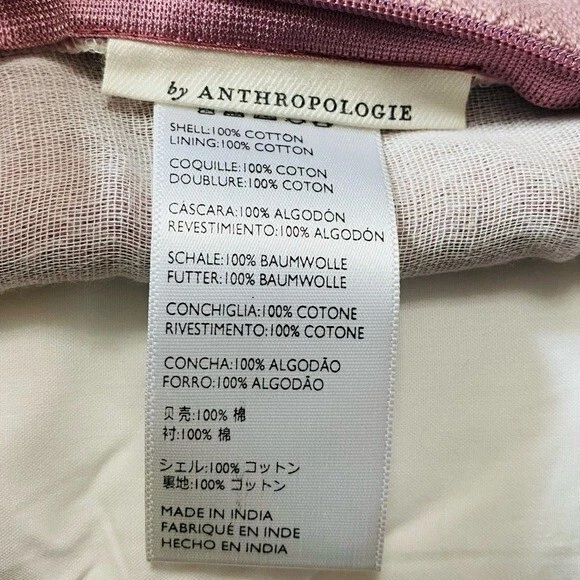 by ANTHROPOLOGIE
SHELL:100% COTTON
LINING:100% COTTON
COQUILLE:100% COTON
DOUBLURE:100% COTON
CÁSCARA:100% ALGODÓN
REVESTIMIENTO:100% ALGODÓN
SCHALE:100% BAUMWOLLE
FUTTER:100% BAUMWOLLE
CONCHIGLIA:100% COTONE
RIVESTIMENTO:100% COTONE
CONCHA:100% ALGODÃO
FORRO:100% ALGODÃO
贝壳:100% 棉
衬:100% 棉
シェル:100% コットン
裏地:100% コットン
MADE IN INDIA
FABRIQUÉ EN INDE
HECHO EN INDIA